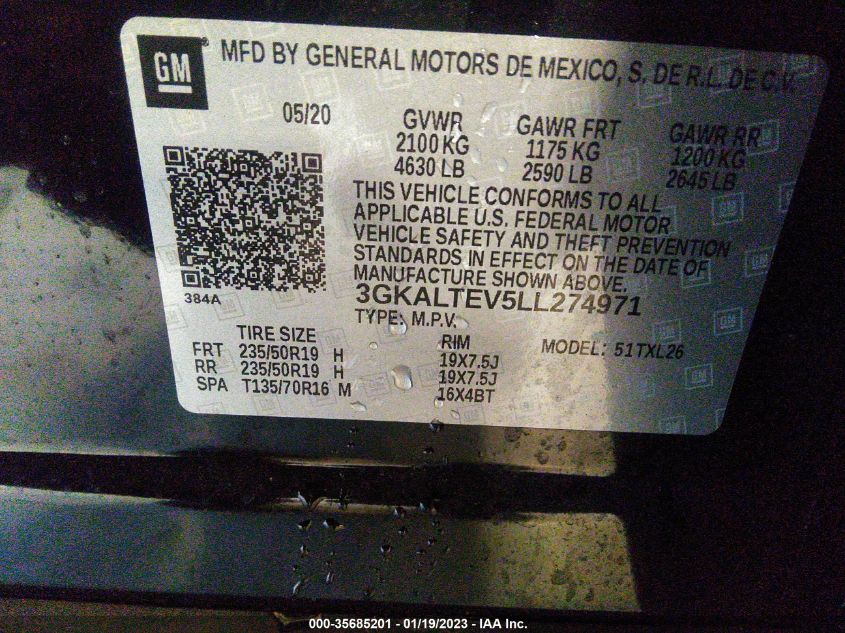 GM
MFD BY GENERAL MOTORS DE MEXICO, S. DE R.L. DE C.V.
05/20
GVWR
2100 KG
4630 LB
GAWR FRT
1175 KG
2590 LB
GAWR RR
1200 KG
2645 LB
THIS VEHICLE CONFORMS TO ALL
APPLICABLE U.S. FEDERAL MOTOR
VEHICLE SAFETY AND THEFT PREVENTION
STANDARDS IN EFFECT ON THE DATE OF
MANUFACTURE SHOWN ABOVE.
3GKALTEV5LL274971
TYPE: M.P.V.
384A
TIRE SIZE RIM MODEL: 51TXL26
FRT 235/50R19 H 19X7.5J
RR 235/50R19 H 19X7.5J
SPA T135/70R16 M 16X4BT
000-35685201 - 01/19/2023 - IAA Inc.